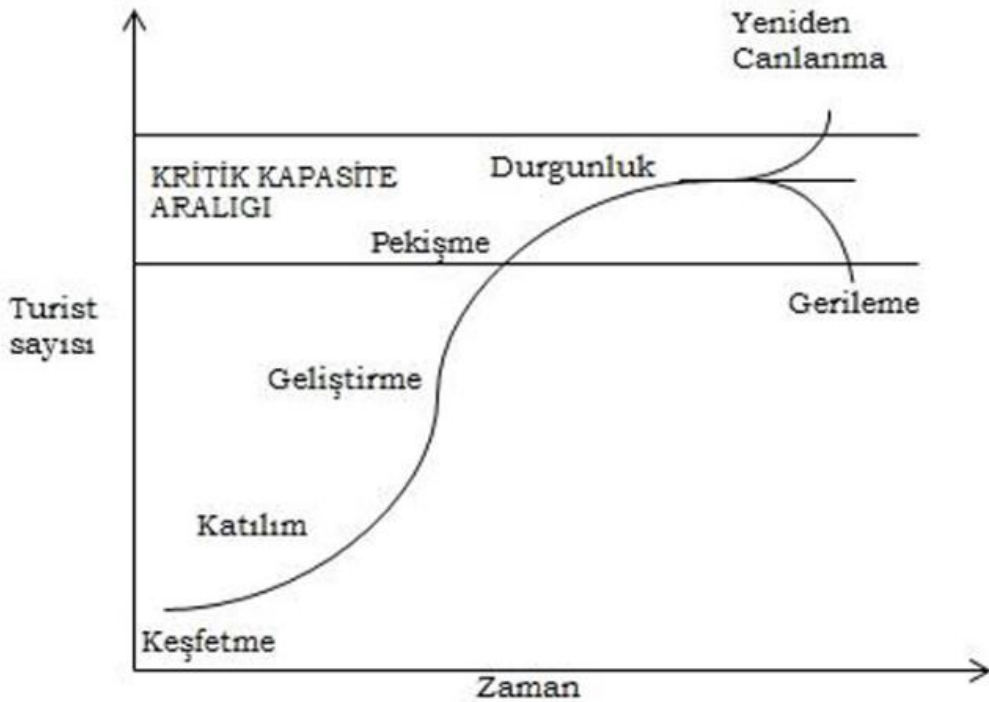 Yeniden
Canlanma
KRİTİK KAPASİTE
ARALIGI
Durgunluk
Pekişme
Turist
sayısı
Gerileme
Geliştirme
Katılım
Keşfetme
Zaman